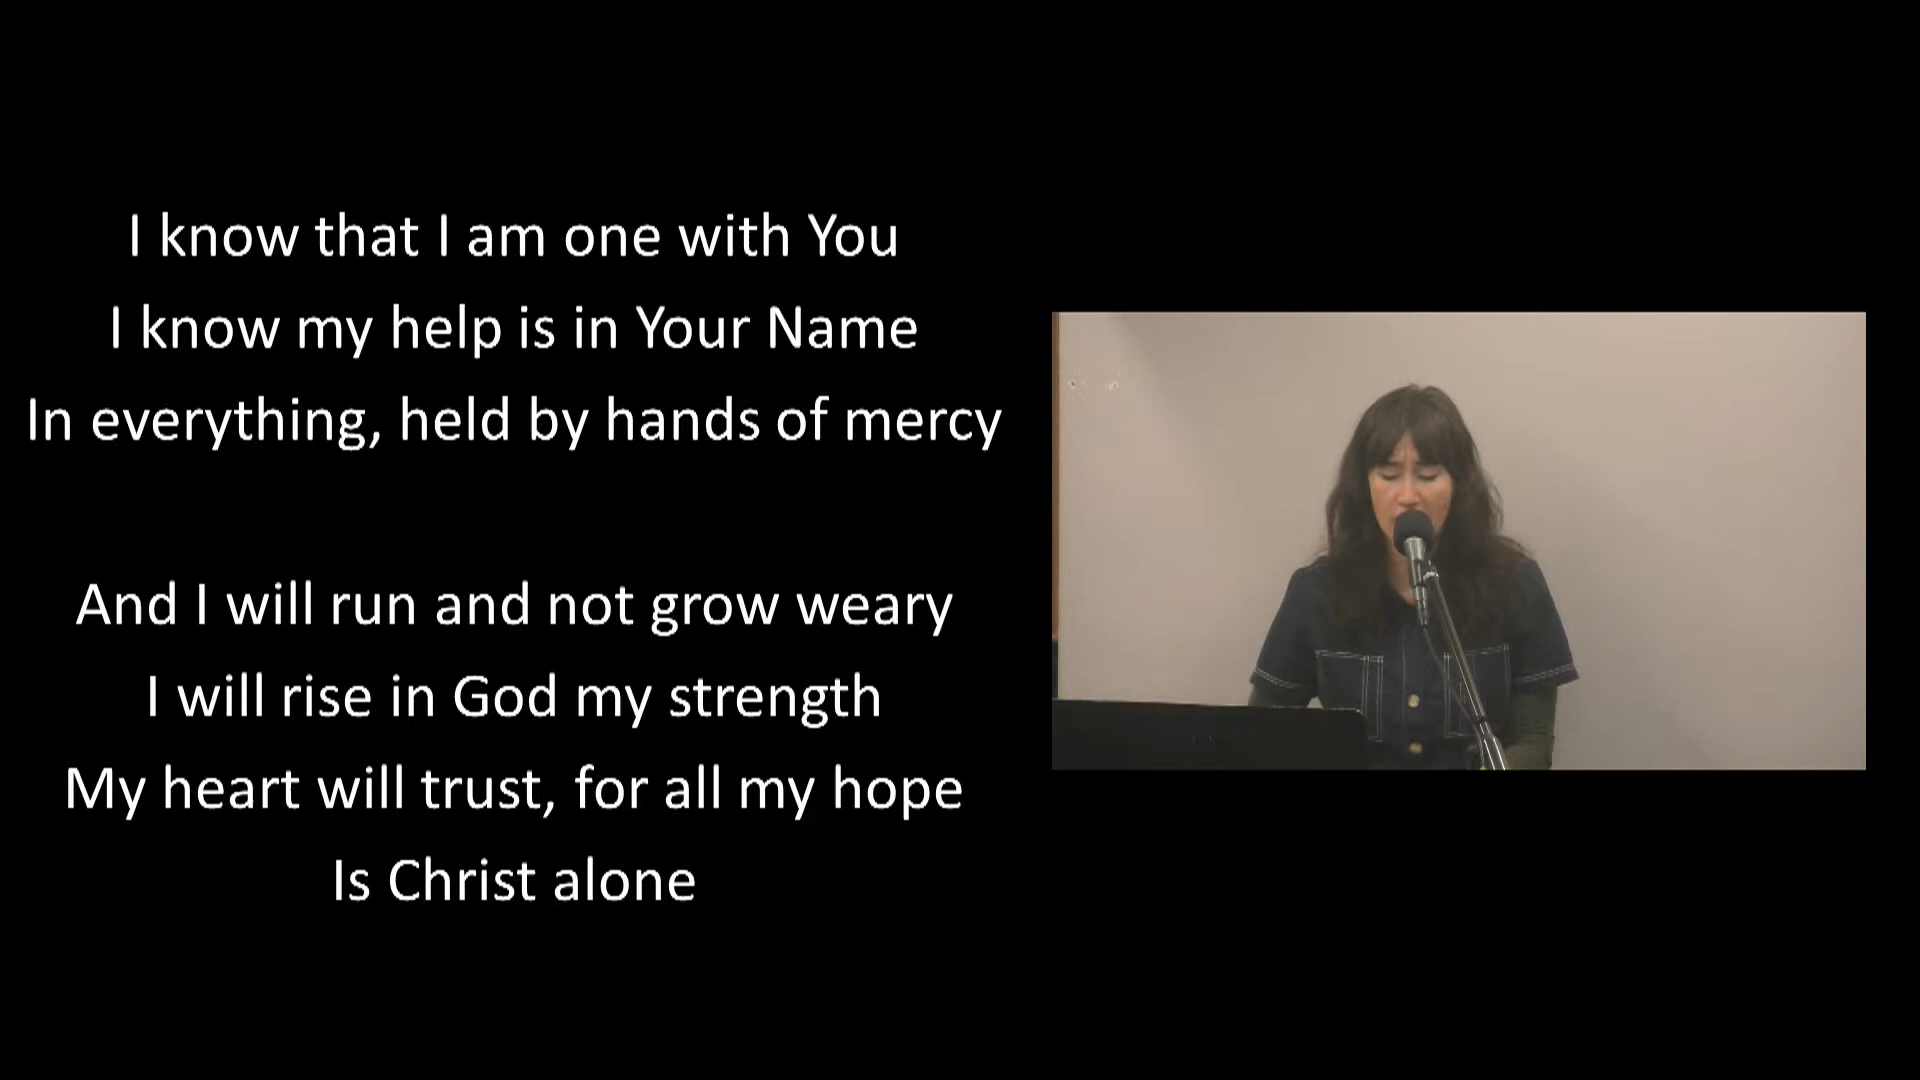 I know that I am one with You
I know my help is in Your Name
In everything, held by hands of mercy
And I will run and not grow weary
I will rise in God my strength
My heart will trust, for all my hope
Is Christ alone